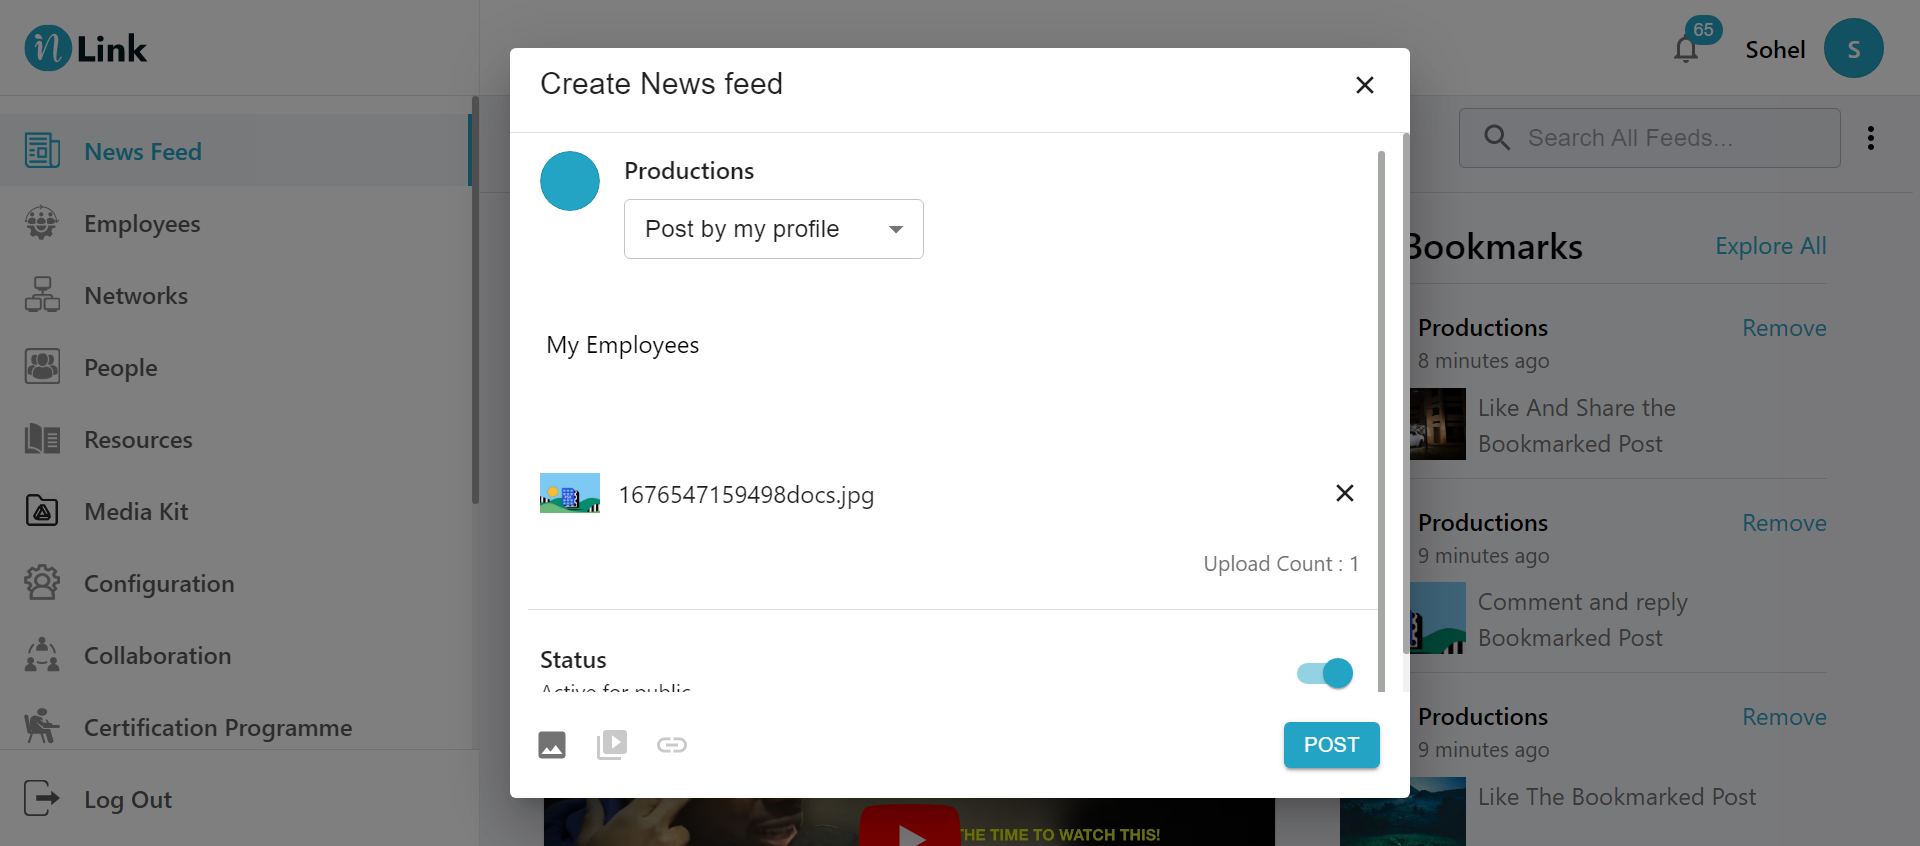 Link
65
Sohel
S
News Feed
Employees
Networks
People
Resources
Media Kit
Configuration
Collaboration
Certification Programme
Log Out
Create News feed
Productions
Post by my profile
My Employees
1676547159498docs.jpg
Upload Count : 1
Status
Active for public
POST
THE TIME TO WATCH THIS!
Search All Feeds...
Bookmarks
Explore All
Productions
Remove
8 minutes ago
Like And Share the
Bookmarked Post
Productions
Remove
9 minutes ago
Comment and reply
Bookmarked Post
Productions
Remove
9 minutes ago
Like The Bookmarked Post